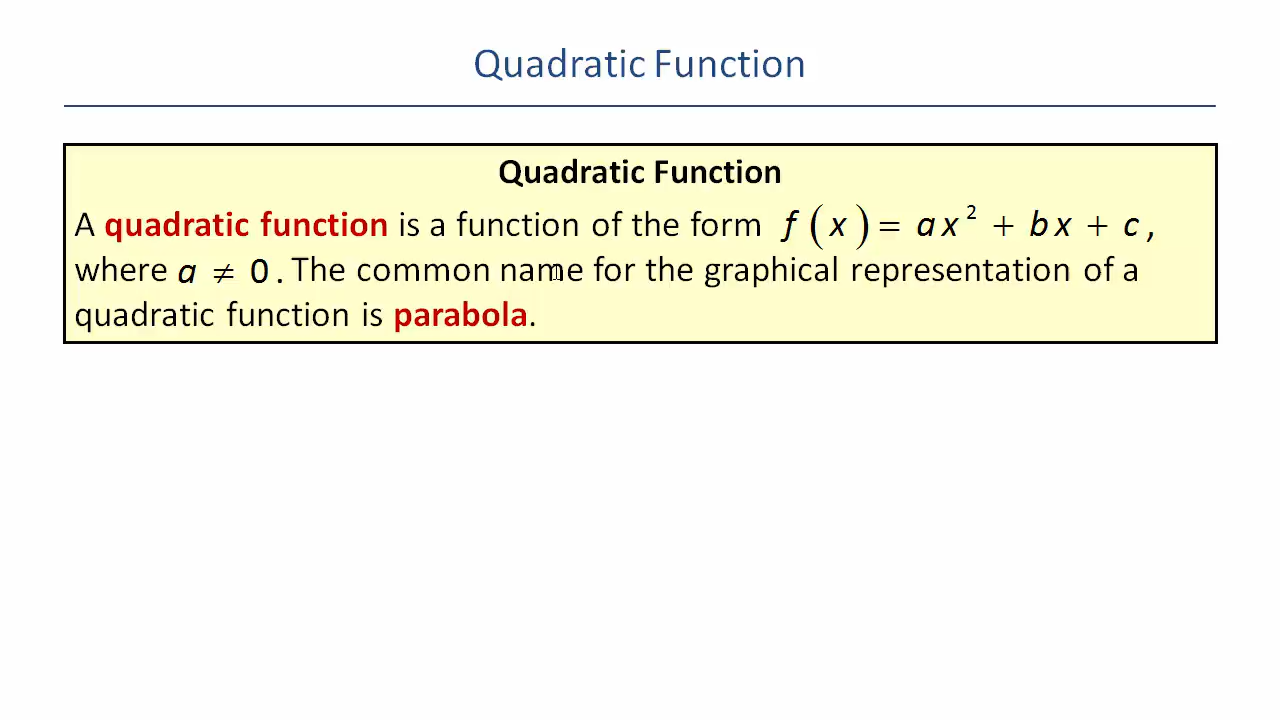 Quadratic Function
Quadratic Function
A quadratic function is a function of the form f(x) = ax² + bx + c,
where a ≠ 0. The common name for the graphical representation of a
quadratic function is parabola.